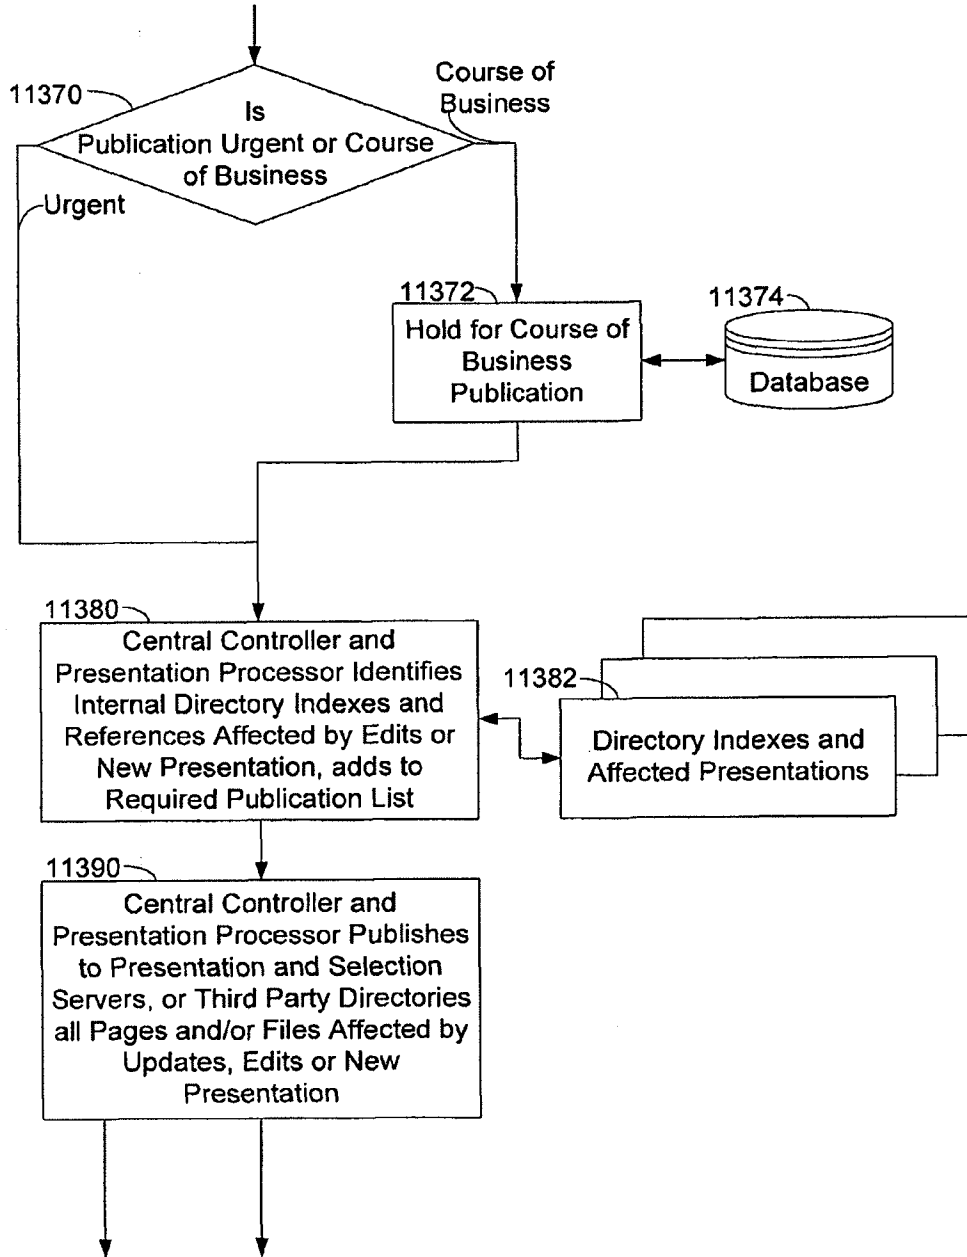 11370
Is
Publication Urgent or Course
of Business
Course of
Business
Urgent
11372
Hold for Course of
Business
Publication
11374
Database
11380
Central Controller and
Presentation Processor Identifies
Internal Directory Indexes and
References Affected by Edits or
New Presentation, adds to
Required Publication List
11382
Directory Indexes and
Affected Presentations
11390
Central Controller and
Presentation Processor Publishes
to Presentation and Selection
Servers, or Third Party Directories
all Pages and/or Files Affected by
Updates, Edits or New
Presentation